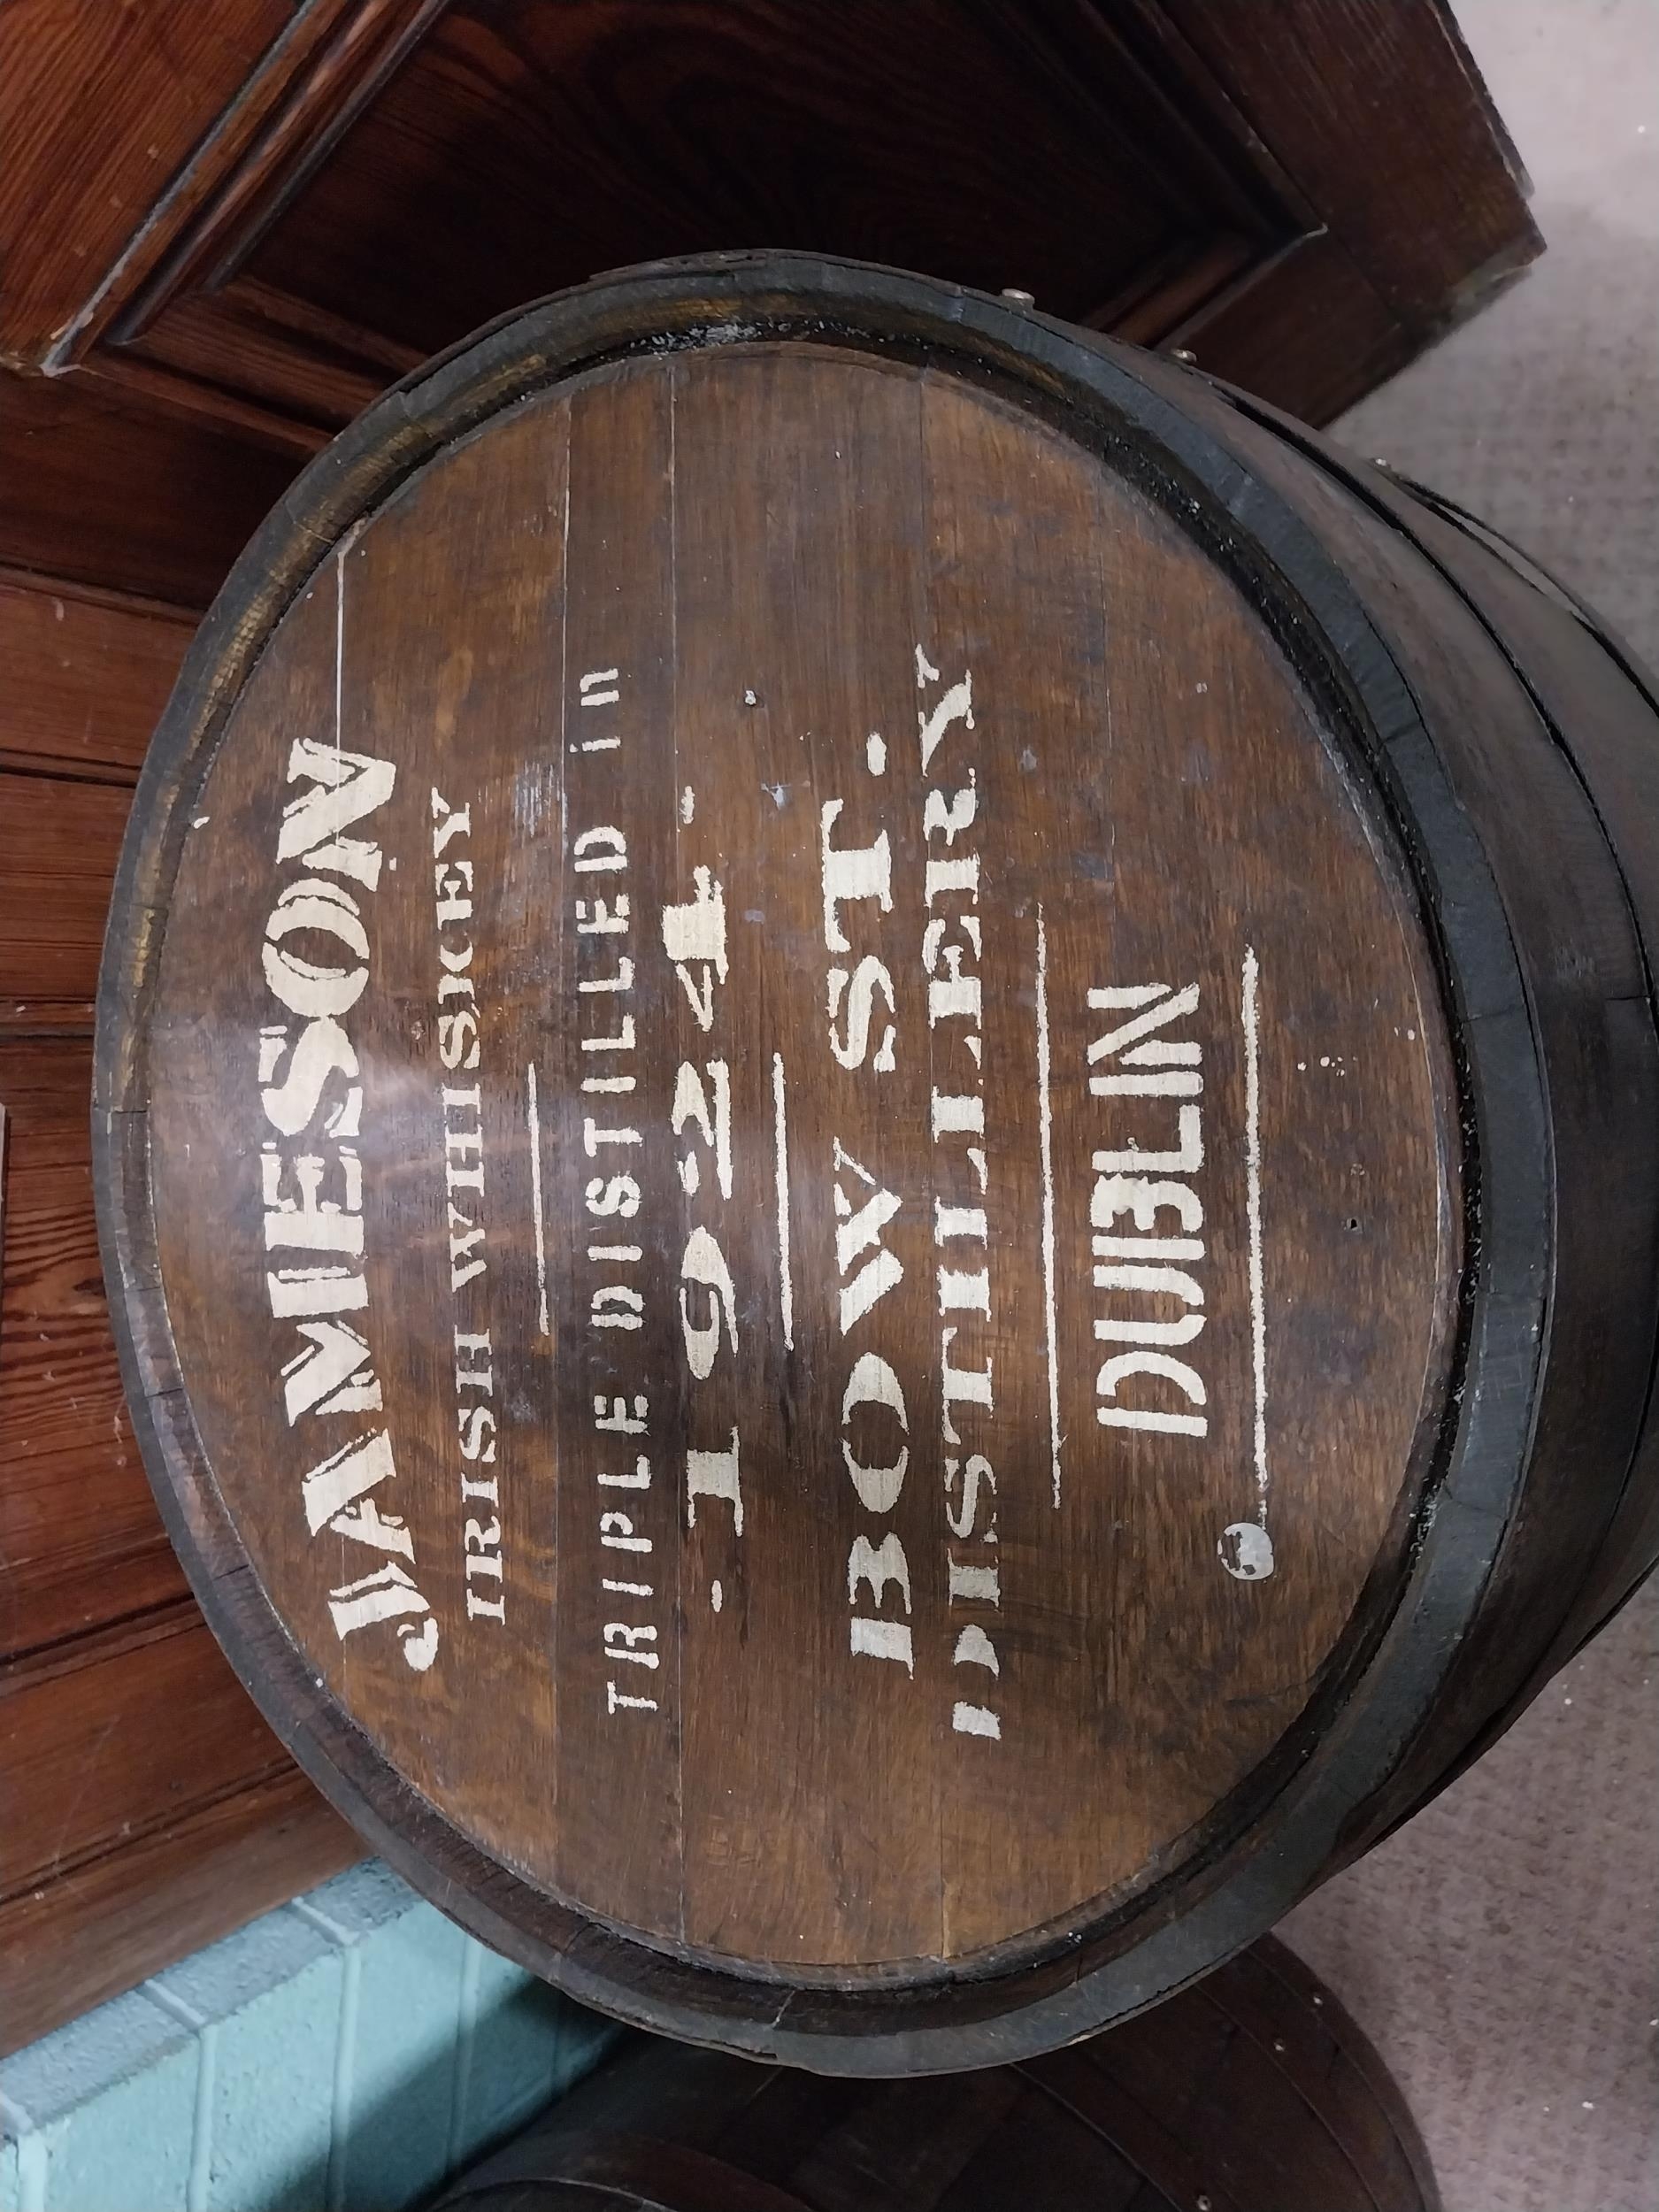 JAMESON
IRISH WHISKEY
TRIPLE DISTILLED in
- 1924 -
BOW ST.
DISTILLERY
DUBLIN